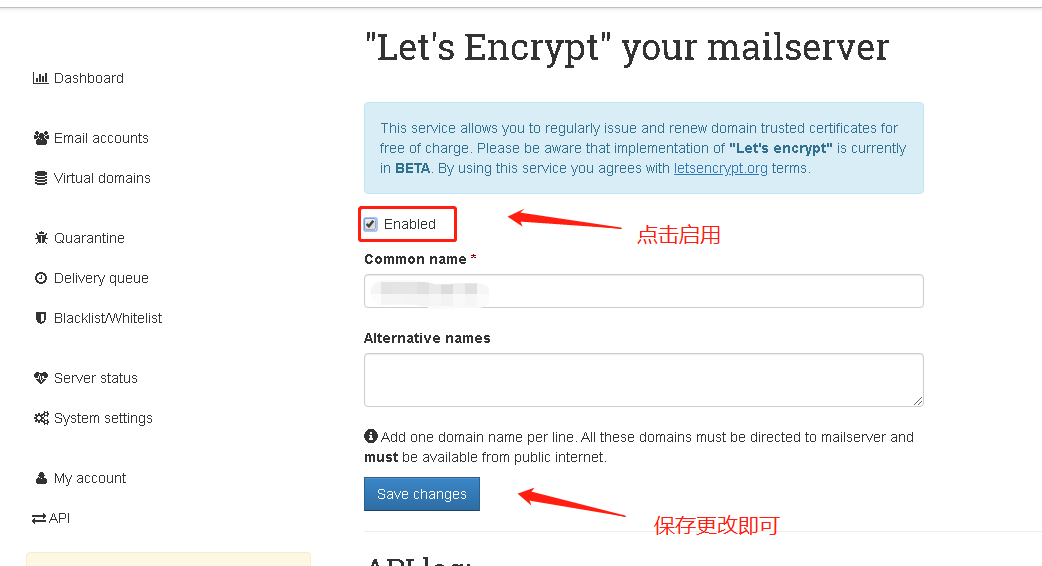 "Let's Encrypt" your mailserver
Dashboard
Email accounts
Virtual domains
Quarantine
Delivery queue
Blacklist/Whitelist
Server status
System settings
My account
API
This service allows you to regularly issue and renew domain trusted certificates for
free of charge. Please be aware that implementation of "Let's encrypt" is currently
in BETA. By using this service you agrees with letsencrypt.org terms.
Enabled
点击启用
Common name *
Alternative names
Add one domain name per line. All these domains must be directed to mailserver and
must be available from public internet.
Save changes
保存更改即可
API log: